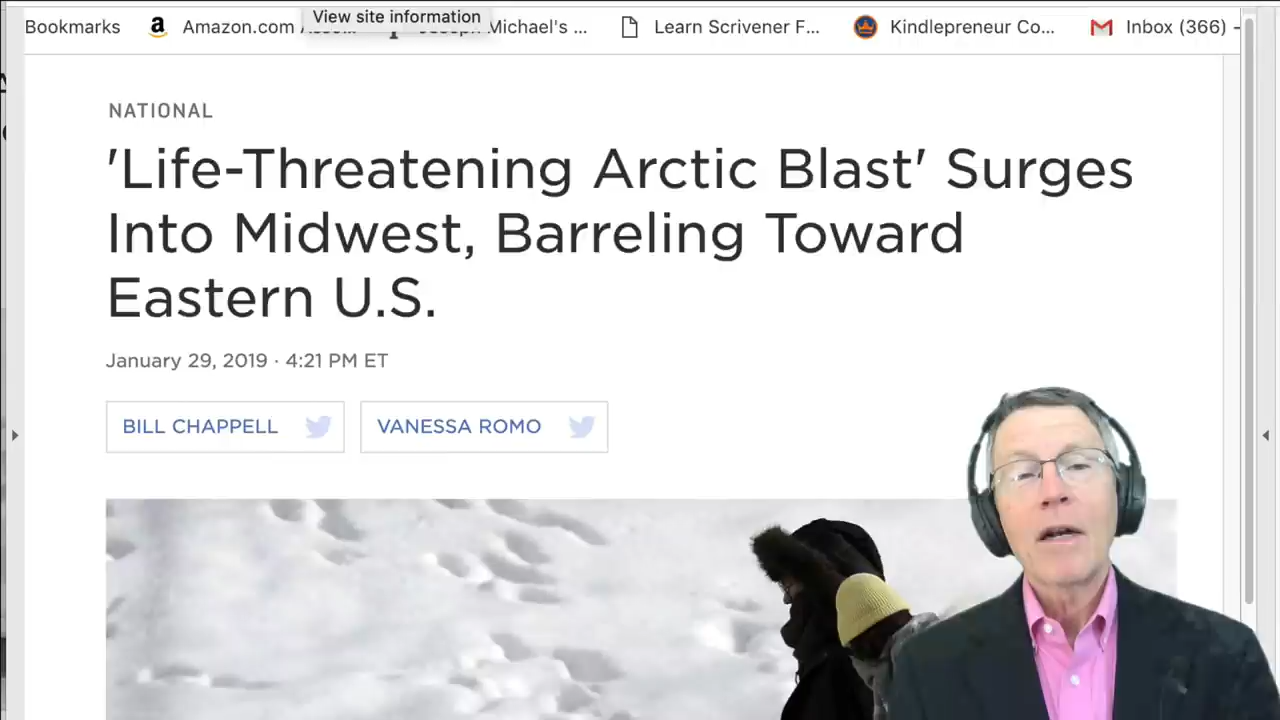 View site information
Bookmarks
Amazon.com
Michael's ...
Learn Scrivener F...
Kindlepreneur Co...
Inbox (366) -
NATIONAL
'Life-Threatening Arctic Blast' Surges
Into Midwest, Barreling Toward
Eastern U.S.
January 29, 2019 · 4:21 PM ET
BILL CHAPPELL
VANESSA ROMO